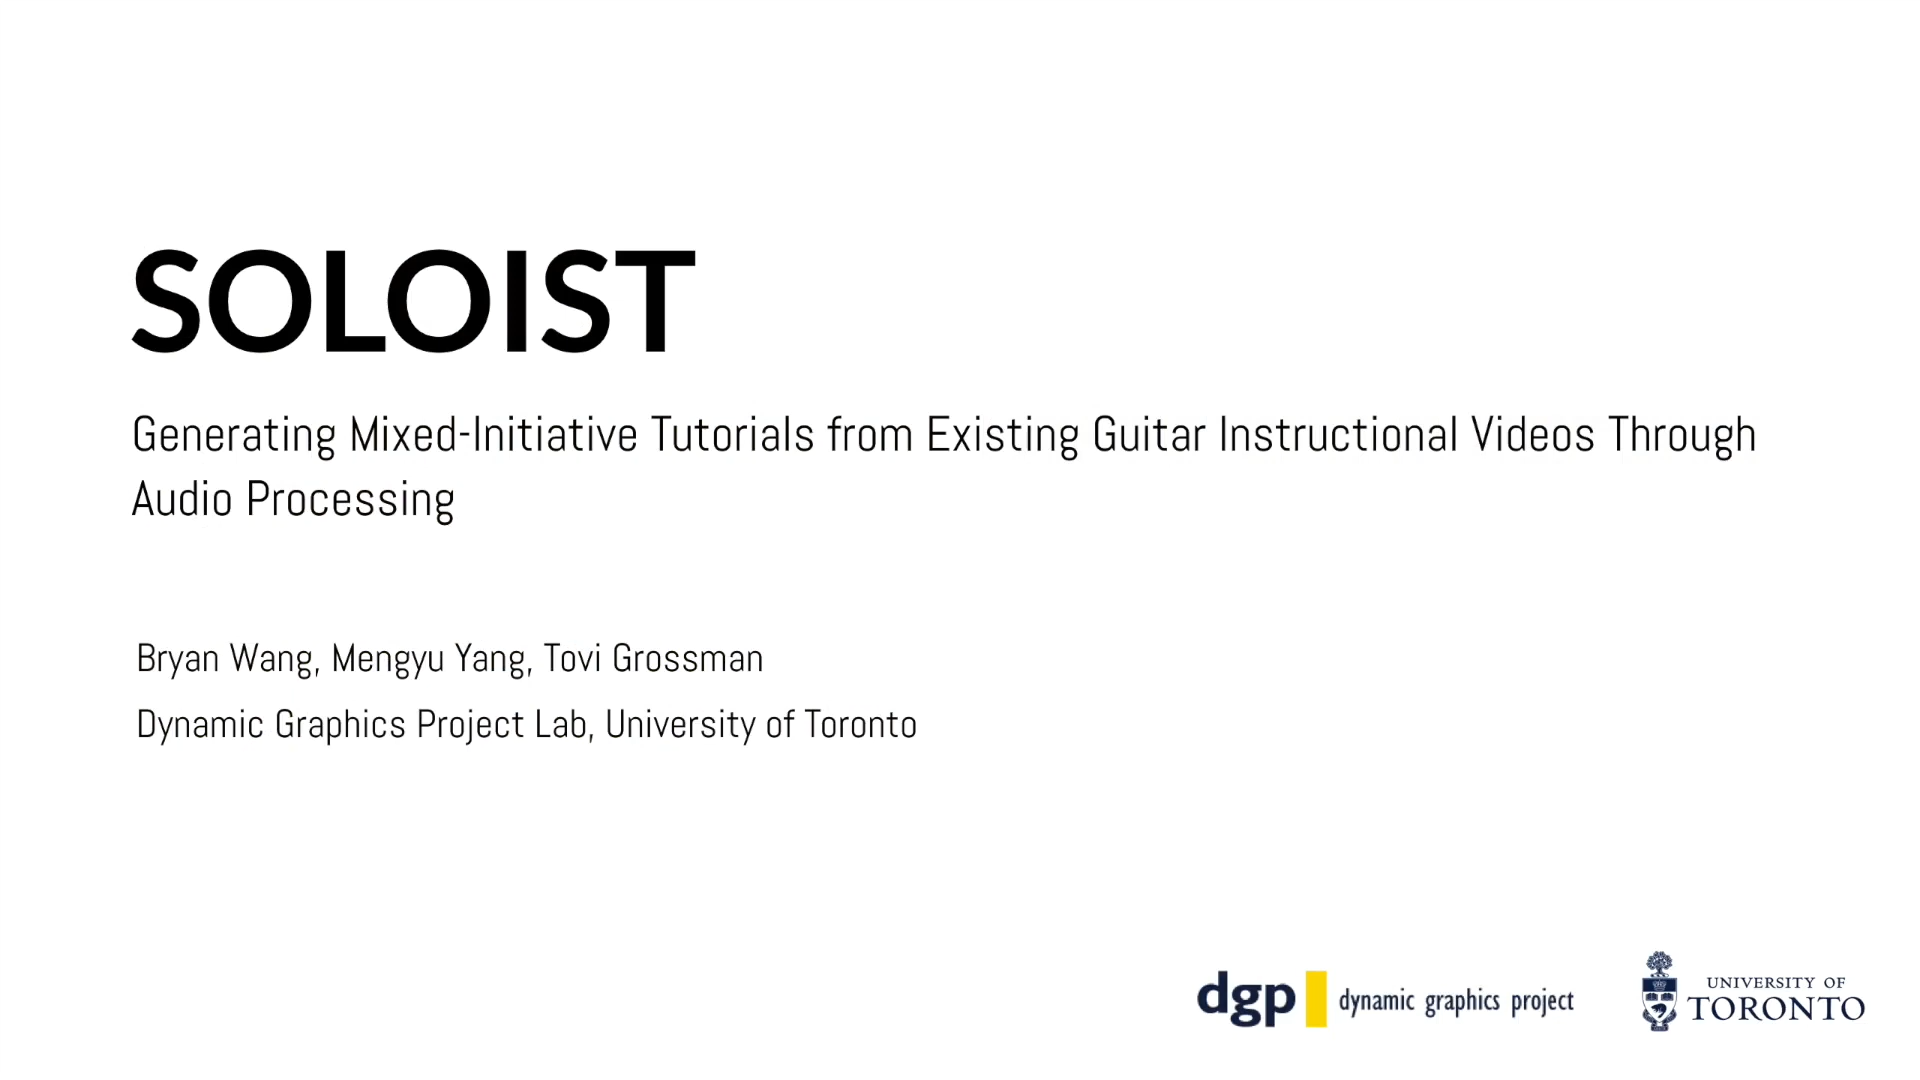 SOLOIST
Generating Mixed-Initiative Tutorials from Existing Guitar Instructional Videos Through
Audio Processing
Bryan Wang, Mengyu Yang, Tovi Grossman
Dynamic Graphics Project Lab, University of Toronto
dgp dynamic graphics project
UNIVERSITY OF
TORONTO